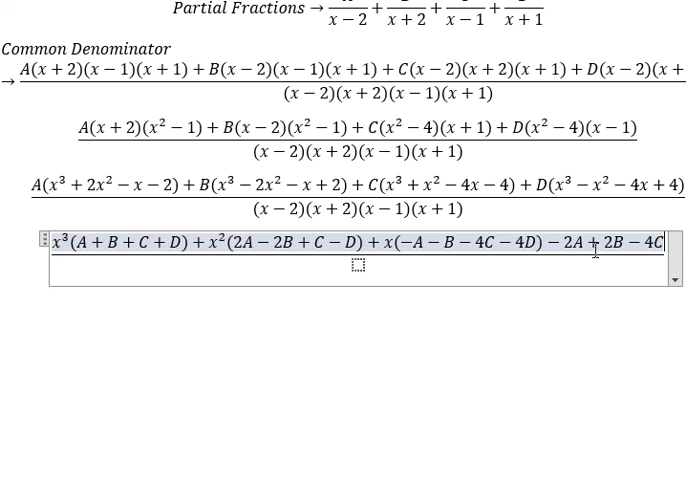 Partial Fractions → /x − 2 + /x + 2 + /x − 1 + /x + 1
Common Denominator
→ A(x + 2)(x − 1)(x + 1) + B(x − 2)(x − 1)(x + 1) + C(x − 2)(x + 2)(x + 1) + D(x − 2)(x +
(x − 2)(x + 2)(x − 1)(x + 1)
A(x + 2)(x² − 1) + B(x − 2)(x² − 1) + C(x² − 4)(x + 1) + D(x² − 4)(x − 1)
(x − 2)(x + 2)(x − 1)(x + 1)
A(x³ + 2x² − x − 2) + B(x³ − 2x² − x + 2) + C(x³ + x² − 4x − 4) + D(x³ − x² − 4x + 4)
(x − 2)(x + 2)(x − 1)(x + 1)
x³(A + B + C + D) + x²(2A − 2B + C − D) + x(−A − B − 4C − 4D) − 2A + 2B − 4C